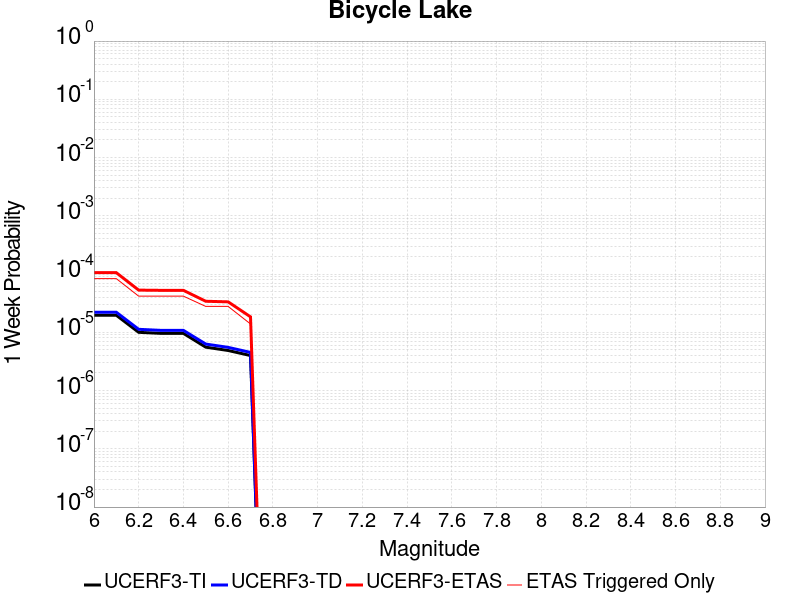 Bicycle Lake
10^0
10^-1
10^-2
10^-3
10^-4
10^-5
10^-6
10^-7
10^-8
1 Week Probability
6 6.2 6.4 6.6 6.8 7 7.2 7.4 7.6 7.8 8 8.2 8.4 8.6 8.8 9
Magnitude
UCERF3-TI UCERF3-TD UCERF3-ETAS ETAS Triggered Only